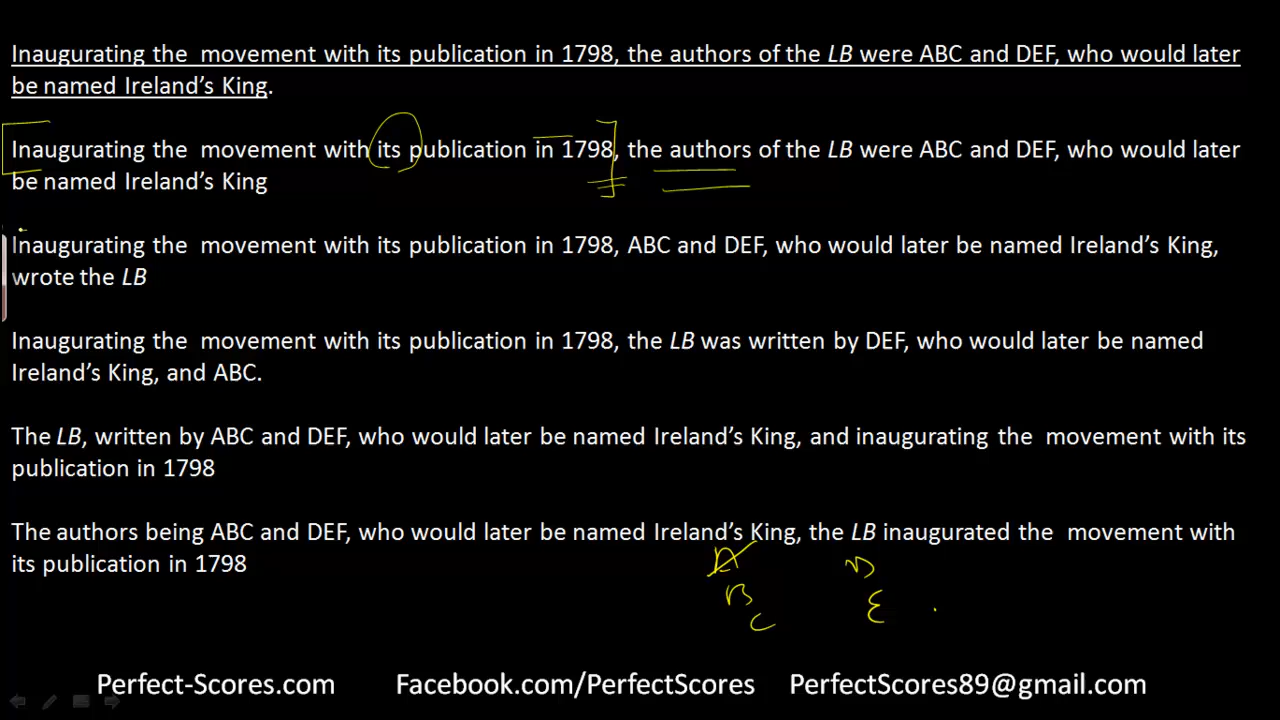 Inaugurating the movement with its publication in 1798, the authors of the LB were ABC and DEF, who would later
be named Ireland's King.
Inaugurating the movement with its publication in 1798, the authors of the LB were ABC and DEF, who would later
be named Ireland's King
Inaugurating the movement with its publication in 1798, ABC and DEF, who would later be named Ireland's King,
wrote the LB
Inaugurating the movement with its publication in 1798, the LB was written by DEF, who would later be named
Ireland's King, and ABC.
The LB, written by ABC and DEF, who would later be named Ireland's King, and inaugurating the movement with its
publication in 1798
The authors being ABC and DEF, who would later be named Ireland's King, the LB inaugurated the movement with
its publication in 1798
A D
B E
C
Perfect-Scores.com Facebook.com/PerfectScores PerfectScores89@gmail.com